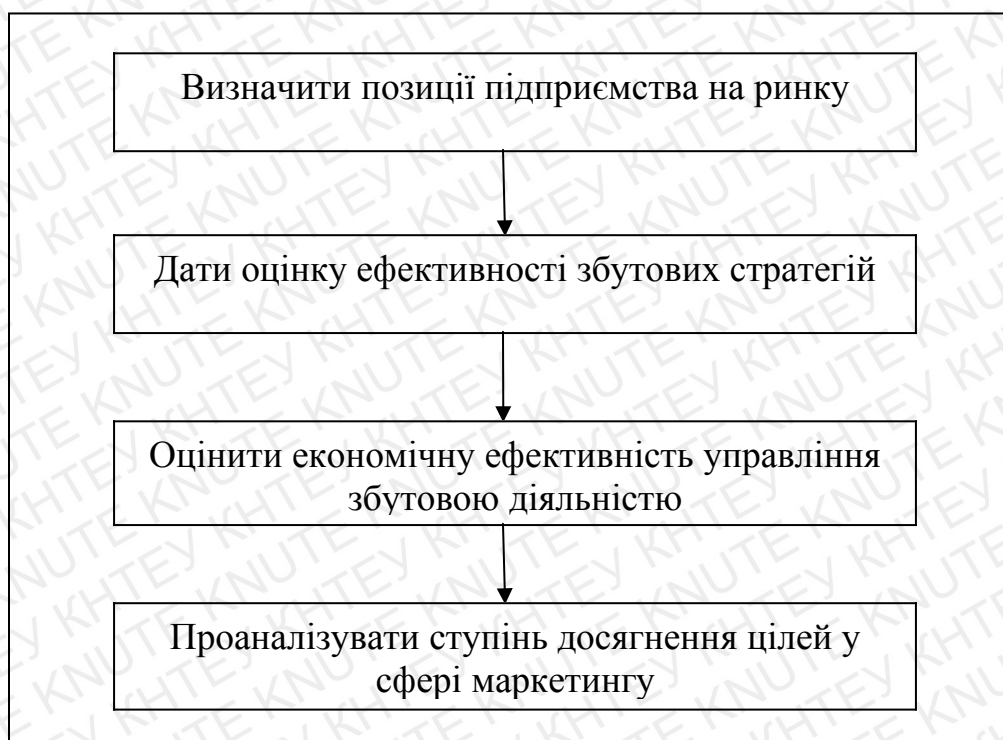 Визначити позиції підприємства на ринку
Дати оцінку ефективності збутових стратегій
Оцінити економічну ефективність управління
збутовою діяльністю
Проаналізувати ступінь досягнення цілей у
сфері маркетингу